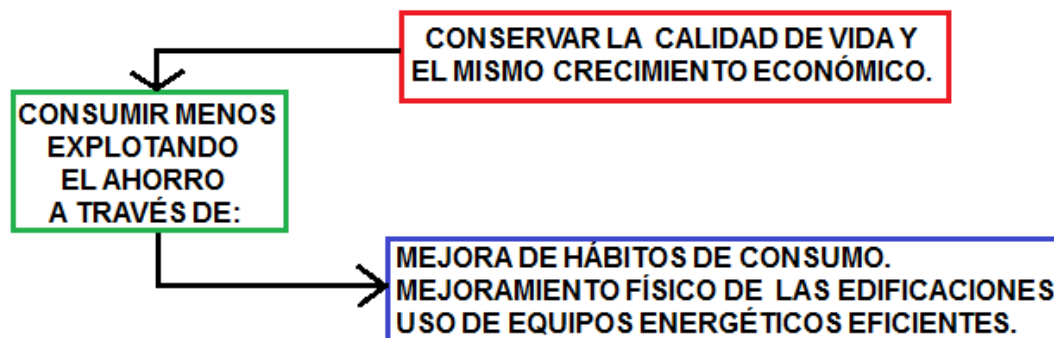 CONSERVAR LA CALIDAD DE VIDA Y
EL MISMO CRECIMIENTO ECONÓMICO.
CONSUMIR MENOS
EXPLOTANDO
EL AHORRO
A TRAVÉS DE:
MEJORA DE HÁBITOS DE CONSUMO.
MEJORAMIENTO FÍSICO DE LAS EDIFICACIONES
USO DE EQUIPOS ENERGÉTICOS EFICIENTES.